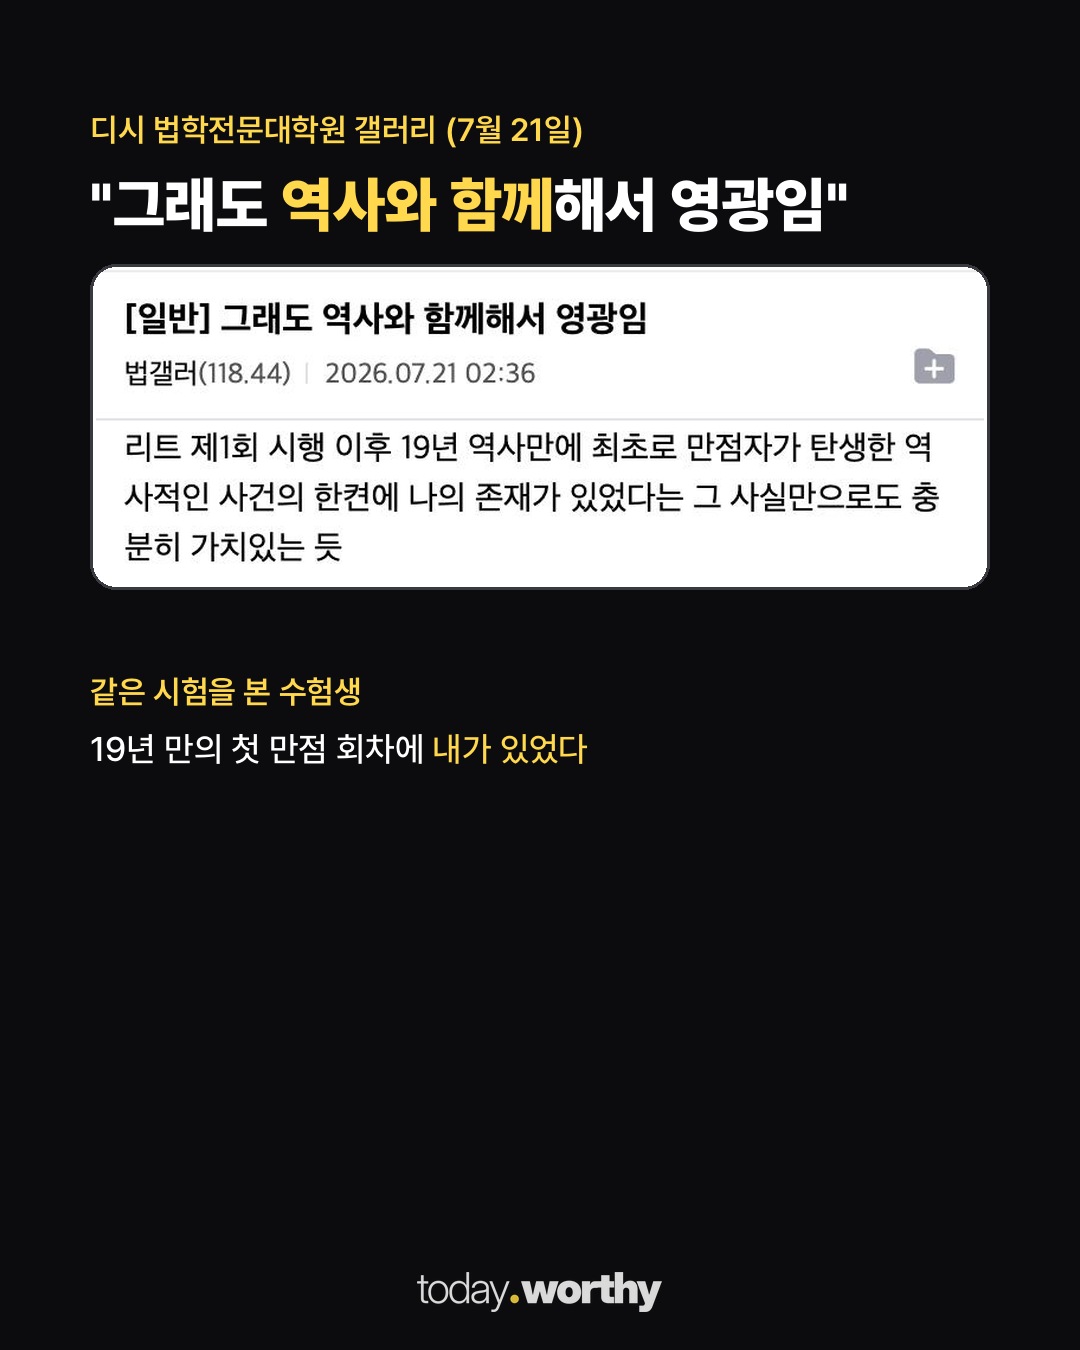 디시 법학전문대학원 갤러리 (7월 21일)
"그래도 역사와 함께해서 영광임"
[일반] 그래도 역사와 함께해서 영광임
법갤러(118.44) | 2026.07.21 02:36
리트 제1회 시행 이후 19년 역사만에 최초로 만점자가 탄생한 역
사적인 사건의 한켠에 나의 존재가 있었다는 그 사실만으로도 충
분히 가치있는 듯
같은 시험을 본 수험생
19년 만의 첫 만점 회차에 내가 있었다
today.worthy